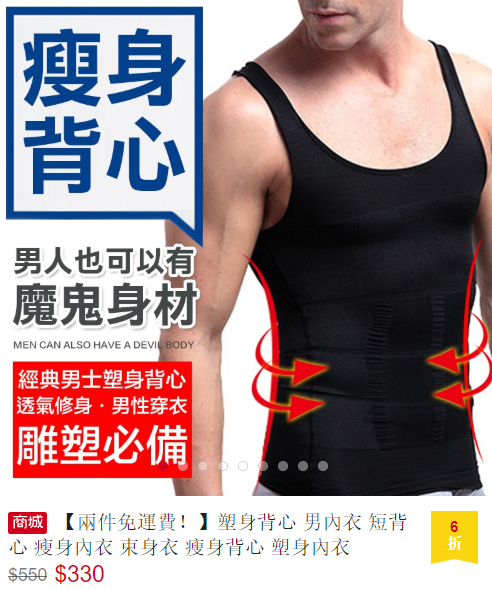 瘦身
背心
男人也可以有
魔鬼身材
MEN CAN ALSO HAVE A DEVIL BODY
經典男士塑身背心
透氣修身・男性穿衣
雕塑必備
商城 【兩件免運費！】塑身背心 男內衣 短背
心 瘦身內衣 束身衣 瘦身背心 塑身內衣
$550 $330
6
折